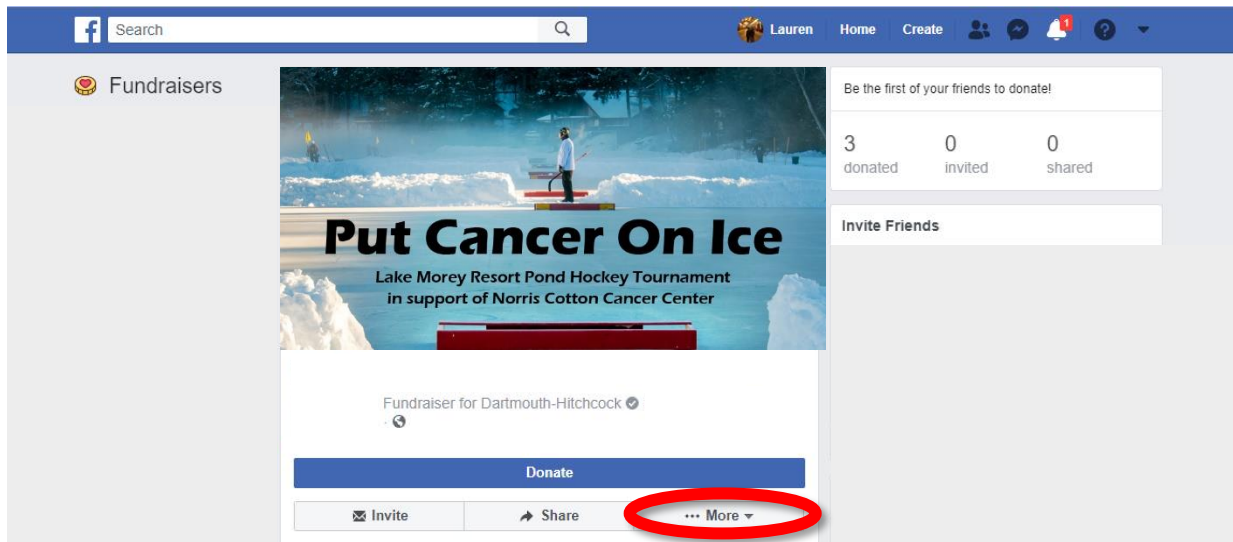 f Search Lauren Home Create 1 ?
Fundraisers
Put Cancer On Ice
Lake Morey Resort Pond Hockey Tournament
in support of Norris Cotton Cancer Center
Fundraiser for Dartmouth-Hitchcock
·
Donate
Invite Share ··· More
Be the first of your friends to donate!
3 0 0
donated invited shared
Invite Friends